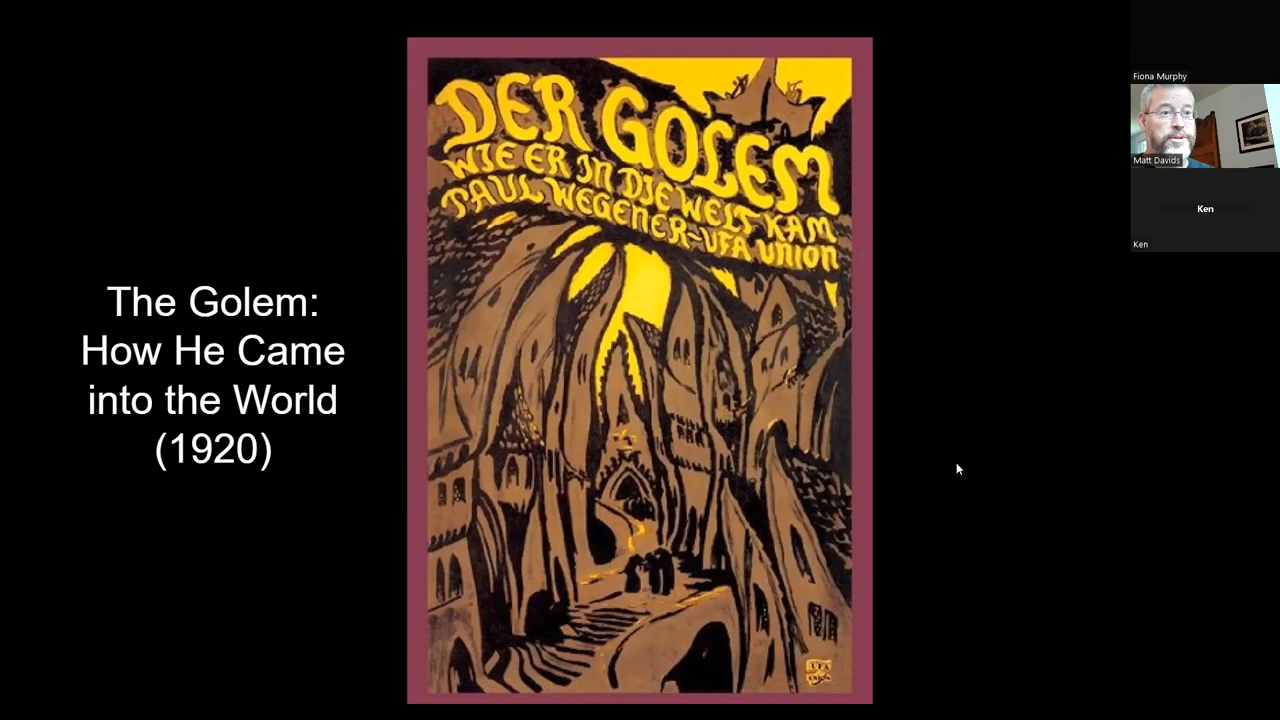 The Golem:
How He Came
into the World
(1920)
DER GOLEM
WIE ER IN DIE WELT KAM
PAUL WEGENER-UFA UNION
Fiona Murphy
Matt Davids
Ken
Ken